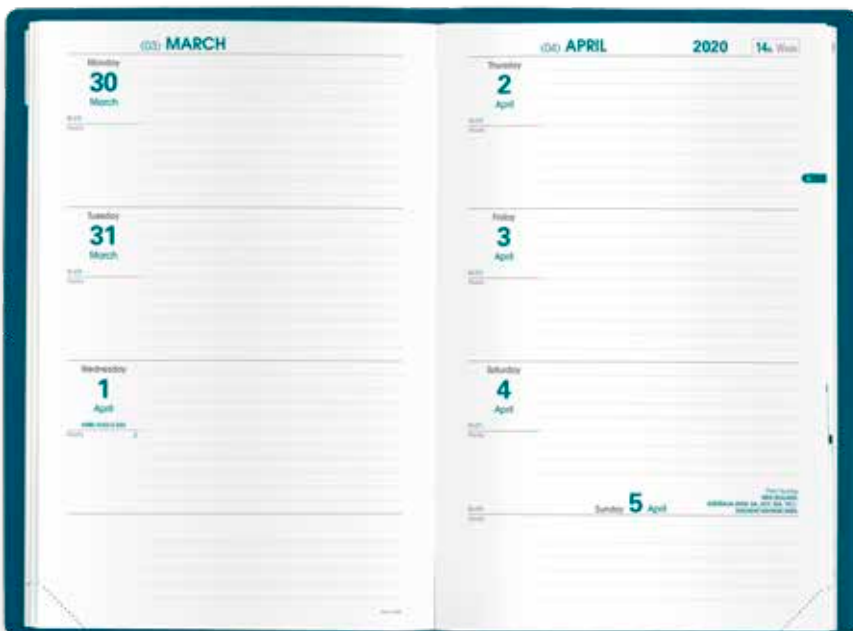 (03) MARCH
Monday
30
March
Tuesday
31
March
Wednesday
1
April
(04) APRIL 2020 14th Week
Thursday
2
April
Friday
3
April
Saturday
4
April
Sunday 5 April